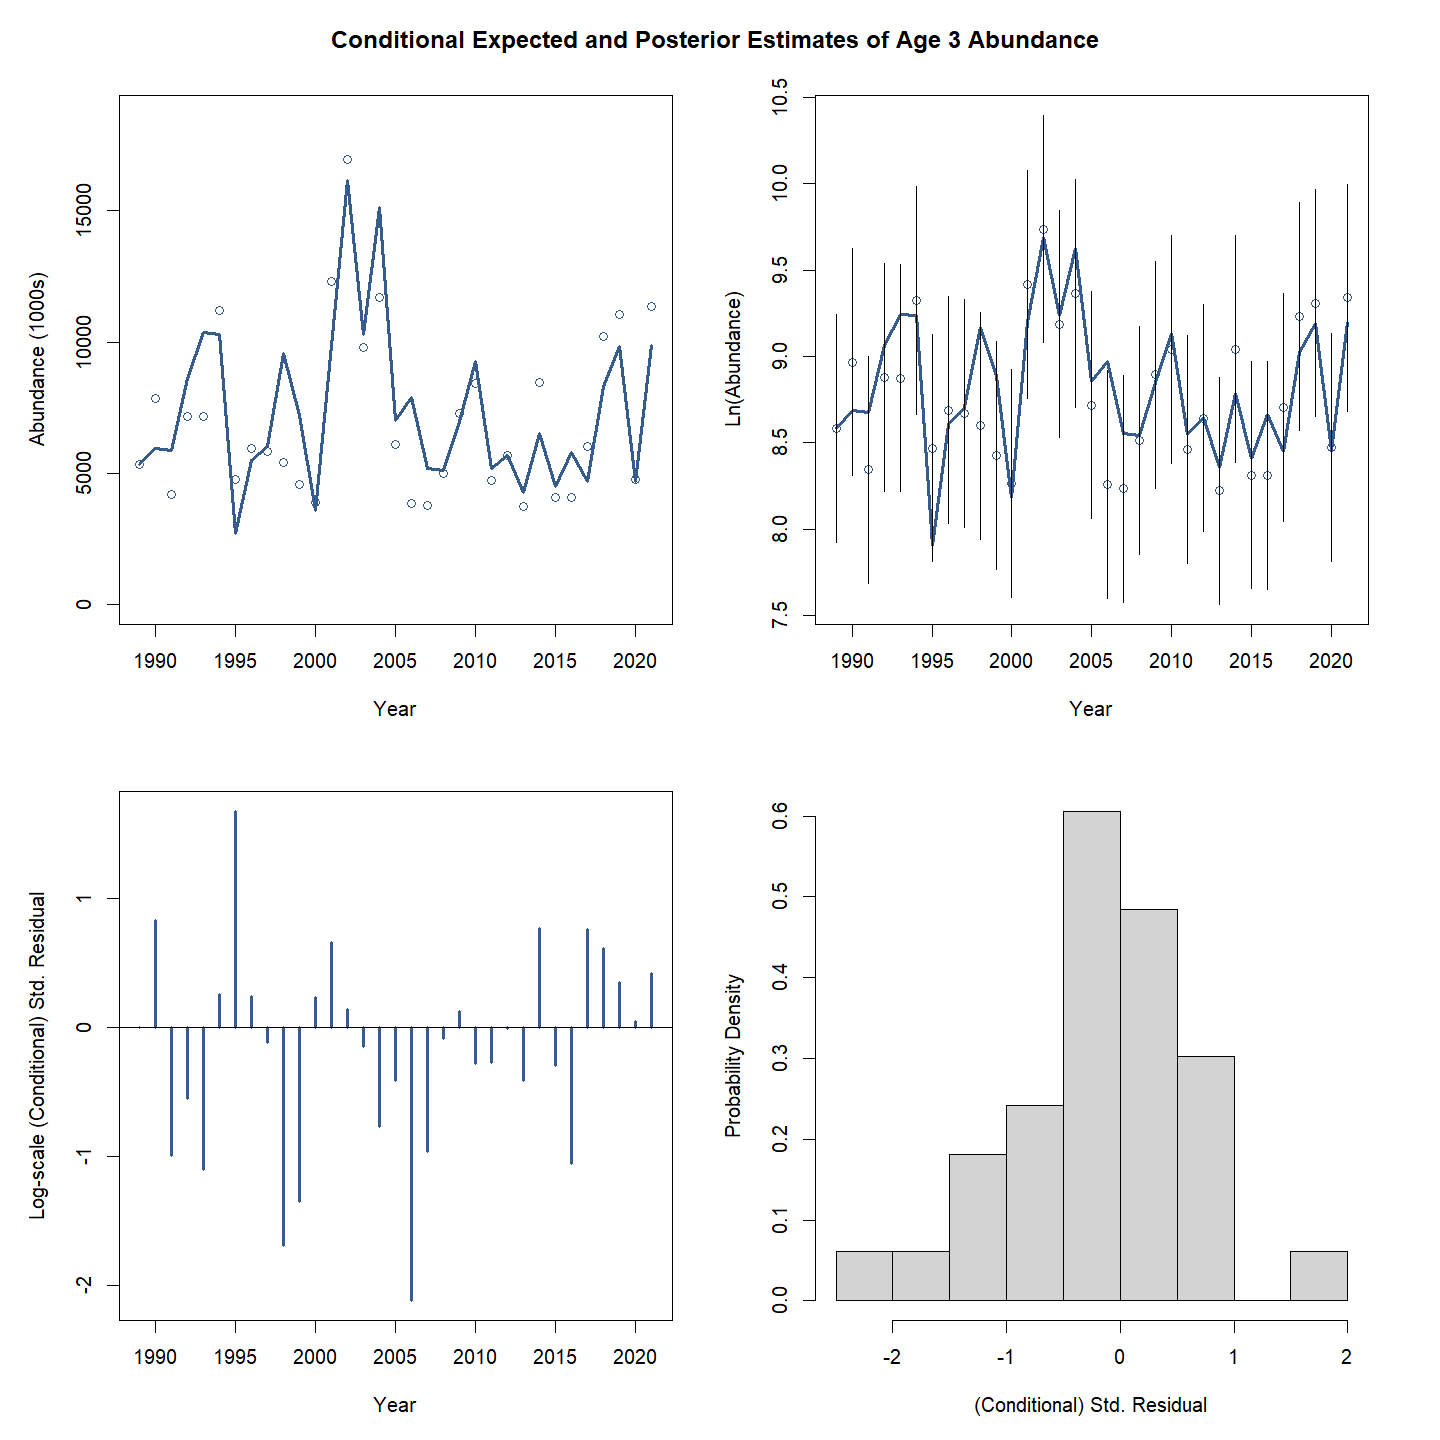 Conditional Expected and Posterior Estimates of Age 3 Abundance
Abundance (1000s)
15000
10000
5000
0
1990 1995 2000 2005 2010 2015 2020
Year
Ln(Abundance)
10.5
10.0
9.5
9.0
8.5
8.0
7.5
1990 1995 2000 2005 2010 2015 2020
Year
Log-scale (Conditional) Std. Residual
1
0
-1
-2
1990 1995 2000 2005 2010 2015 2020
Year
Probability Density
0.6
0.5
0.4
0.3
0.2
0.1
0.0
-2 -1 0 1 2
(Conditional) Std. Residual